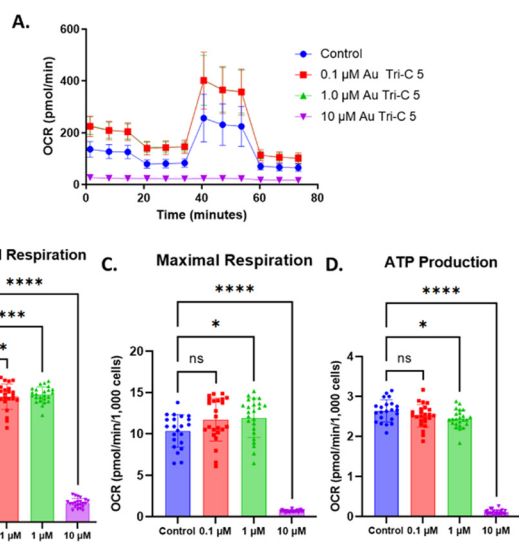 A.
600
400
200
0
OCR (pmol/min)
0 20 40 60 80
Time (minutes)
Control
0.1 µM Au Tri-C 5
1.0 µM Au Tri-C 5
10 µM Au Tri-C 5
Respiration
****
***
*
1 µM 1 µM 10 µM
C.
Maximal Respiration
****
*
ns
20
15
10
5
0
OCR (pmol/min/1,000 cells)
Control 0.1 µM 1 µM 10 µM
D.
ATP Production
****
*
ns
4
3
2
1
0
OCR (pmol/min/1,000 cells)
Control 0.1 µM 1 µM 10 µM